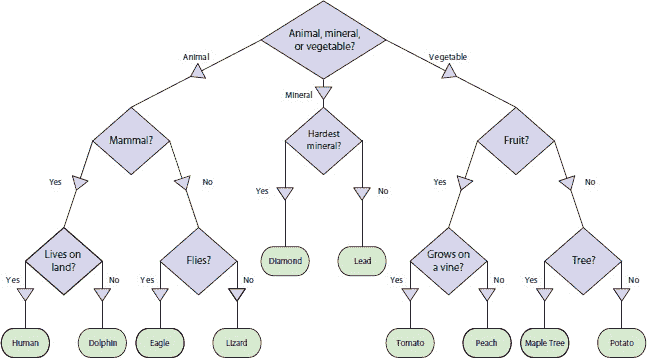 Animal, mineral,
or vegetable?
Animal
Mineral
Vegetable
Mammal?
Hardest
mineral?
Fruit?
Yes
No
Yes
No
Yes
No
Lives on
land?
Flies?
Diamond
Lead
Grows on
a vine?
Tree?
Yes
No
Yes
No
Yes
No
Yes
No
Human
Dolphin
Eagle
Lizard
Tomato
Peach
Maple Tree
Potato